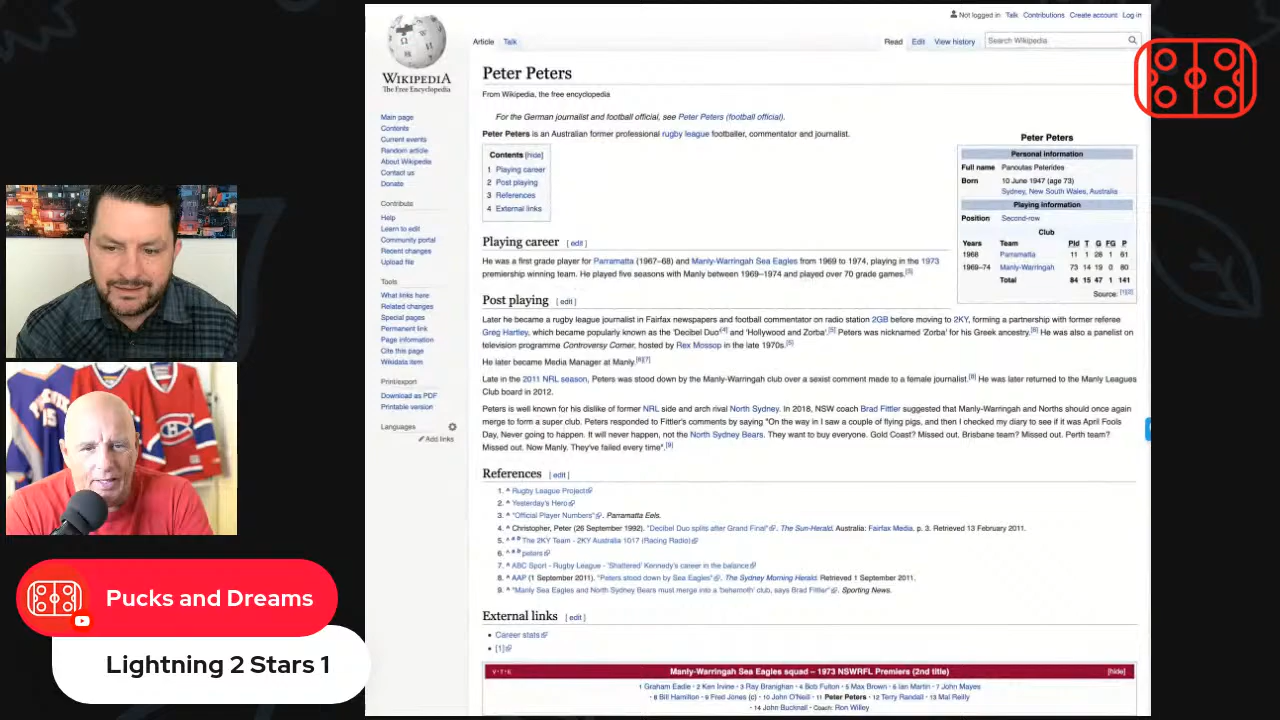 Not logged in Talk Contributions Create account Log in
Article Talk Read Edit View history Search Wikipedia
WIKIPEDIA
The Free Encyclopedia
Main page
Contents
Current events
Random article
About Wikipedia
Contact us
Donate
Contribute
Help
Learn to edit
Community portal
Recent changes
Upload file
Tools
What links here
Related changes
Special pages
Permanent link
Page information
Cite this page
Wikidata item
Print/export
Download as PDF
Printable version
Languages
Add links
Peter Peters
From Wikipedia, the free encyclopedia
For the German journalist and football official, see Peter Peters (football official).
Peter Peters is an Australian former professional rugby league footballer, commentator and journalist.
Contents [hide]
1 Playing career
2 Post playing
3 References
4 External links
Peter Peters
Personal information
Full name Panoutas Peterides
Born 10 June 1947 (age 73)
Sydney, New South Wales, Australia
Playing information
Position Second-row
Club
Years Team Pld T G FG P
1968 Parramatta 11 1 28 1 61
1969–74 Manly-Warringah 73 14 19 0 80
Total 84 15 47 1 141
Source: [1][2]
Playing career [ edit ]
He was a first grade player for Parramatta (1967–68) and Manly-Warringah Sea Eagles from 1969 to 1974, playing in the 1973
premiership winning team. He played five seasons with Manly between 1969–1974 and played over 70 grade games.[3]
Post playing [ edit ]
Later he became a rugby league journalist in Fairfax newspapers and football commentator on radio station 2GB before moving to 2KY, forming a partnership with former referee
Greg Hartley, which became popularly known as the 'Decibel Duo'[4] and 'Hollywood and Zorba'.[5] Peters was nicknamed 'Zorba' for his Greek ancestry.[6] He was also a panelist on
television programme Controversy Corner, hosted by Rex Mossop in the late 1970s.[5]
He later became Media Manager at Manly.[6][7]
Late in the 2011 NRL season, Peters was stood down by the Manly-Warringah club over a sexist comment made to a female journalist.[8] He was later returned to the Manly Leagues
Club board in 2012.
Peters is well known for his dislike of former NRL side and arch rival North Sydney. In 2018, NSW coach Brad Fittler suggested that Manly-Warringah and Norths should once again
merge to form a super club. Peters responded to Fittler's comments by saying "On the way in I saw a couple of flying pigs, and then I checked my diary to see if it was April Fools
Day, Never going to happen. It will never happen, not the North Sydney Bears. They want to buy everyone. Gold Coast? Missed out. Brisbane team? Missed out. Perth team?
Missed out. Now Manly. They've failed every time".[9]
References [ edit ]
1. ^ Rugby League Project
2. ^ Yesterday's Hero
3. ^ "Official Player Numbers". Parramatta Eels.
4. ^ Christopher, Peter (26 September 1992). "Decibel Duo splits after Grand Final". The Sun-Herald. Australia: Fairfax Media. p. 3. Retrieved 13 February 2011.
5. ^ a b The 2KY Team - 2KY Australia 1017 (Racing Radio)
6. ^ a b peters
7. ^ ABC Sport - Rugby League - 'Shattered' Kennedy's career in the balance
8. ^ AAP (1 September 2011). "Peters stood down by Sea Eagles". The Sydney Morning Herald. Retrieved 1 September 2011.
9. ^ "Manly Sea Eagles and North Sydney Bears must merge into a 'behemoth' club, says Brad Fittler". Sporting News.
External links [ edit ]
• Career stats
• [1]
V·T·E Manly-Warringah Sea Eagles squad – 1973 NSWRFL Premiers (2nd title) [hide]
1 Graham Eadie · 2 Ken Irvine · 3 Ray Branighan · 4 Bob Fulton · 5 Max Brown · 6 Ian Martin · 7 John Mayes
· 8 Bill Hamilton · 9 Fred Jones (c) · 10 John O'Neill · 11 Peter Peters · 12 Terry Randall · 13 Mal Reilly
· 14 John Bucknall · Coach: Ron Willey
Pucks and Dreams
Lightning 2 Stars 1